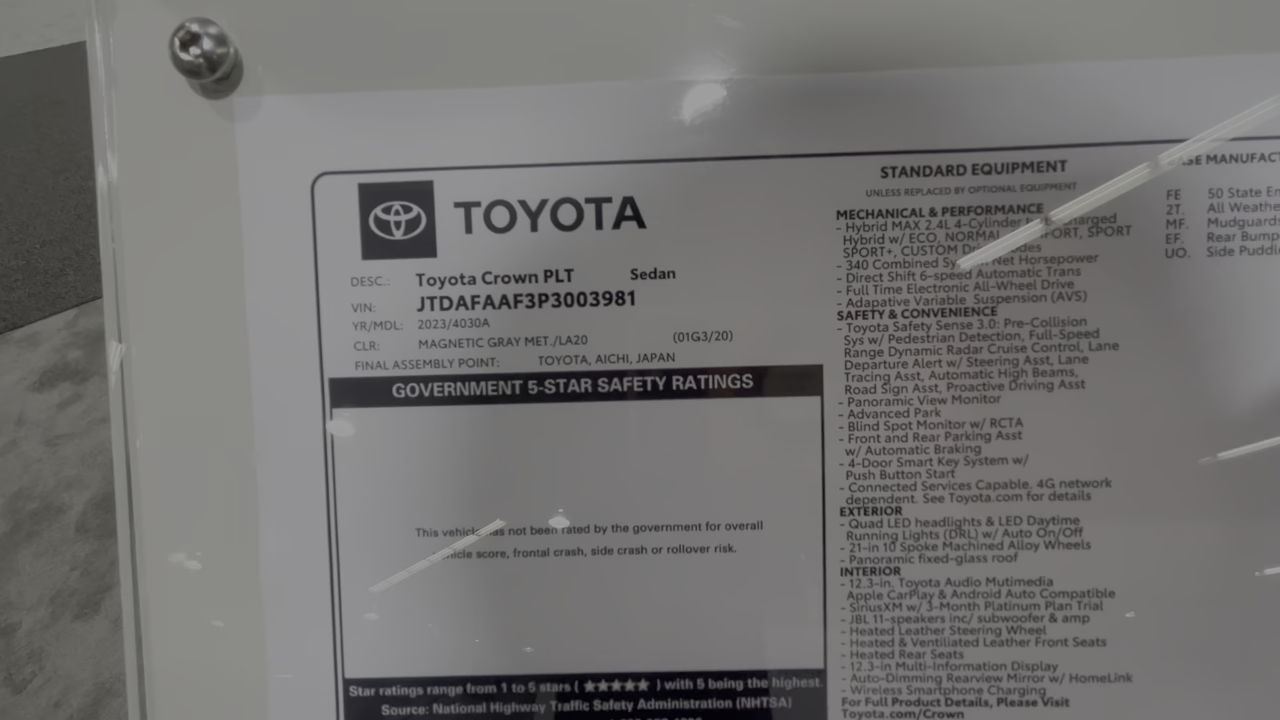 TOYOTA
DESC.: Toyota Crown PLT Sedan
VIN: JTDAFAAF3P3003981
YR/MDL: 2023/4030A
CLR: MAGNETIC GRAY MET./LA20 (01G3/20)
FINAL ASSEMBLY POINT: TOYOTA, AICHI, JAPAN
GOVERNMENT 5-STAR SAFETY RATINGS
This vehicle has not been rated by the government for overall
vehicle score, frontal crash, side crash or rollover risk.
Star ratings range from 1 to 5 stars ( ★★★★★ ) with 5 being the highest.
Source: National Highway Traffic Safety Administration (NHTSA)
STANDARD EQUIPMENT
UNLESS REPLACED BY OPTIONAL EQUIPMENT
MECHANICAL & PERFORMANCE
- Hybrid MAX 2.4L 4-Cylinder
Hybrid w/ ECO, NORMAL, COMFORT, SPORT
SPORT+, CUSTOM Drive Modes
- 340 Combined System Net Horsepower
- Direct Shift 6-speed Automatic Trans
- Full Time Electronic All-Wheel Drive
- Adapative Variable Suspension (AVS)
SAFETY & CONVENIENCE
- Toyota Safety Sense 3.0: Pre-Collision
Sys w/ Pedestrian Detection, Full-Speed
Range Dynamic Radar Cruise Control, Lane
Departure Alert w/ Steering Asst, Lane
Tracing Asst, Automatic High Beams,
Road Sign Asst, Proactive Driving Asst
- Panoramic View Monitor
- Advanced Park
- Blind Spot Monitor w/ RCTA
- Front and Rear Parking Asst
w/ Automatic Braking
- 4-Door Smart Key System w/
Push Button Start
- Connected Services Capable. 4G network
dependent. See Toyota.com for details
EXTERIOR
- Quad LED headlights & LED Daytime
Running Lights (DRL) w/ Auto On/Off
- 21-in 10 Spoke Machined Alloy Wheels
- Panoramic fixed-glass roof
INTERIOR
- 12.3-in. Toyota Audio Mutimedia
Apple CarPlay & Android Auto Compatible
- SiriusXM w/ 3-Month Platinum Plan Trial
- JBL 11-speakers inc/ subwoofer & amp
- Heated Leather Steering Wheel
- Heated & Ventiliated Leather Front Seats
- Heated Rear Seats
- 12.3-in Multi-Information Display
- Auto-Dimming Rearview Mirror w/ HomeLink
- Wireless Smartphone Charging
For Full Product Details, Please Visit
Toyota.com/Crown
FE 50 State
2T. All
MF. Mudguard
EF. Rear
UO. Side